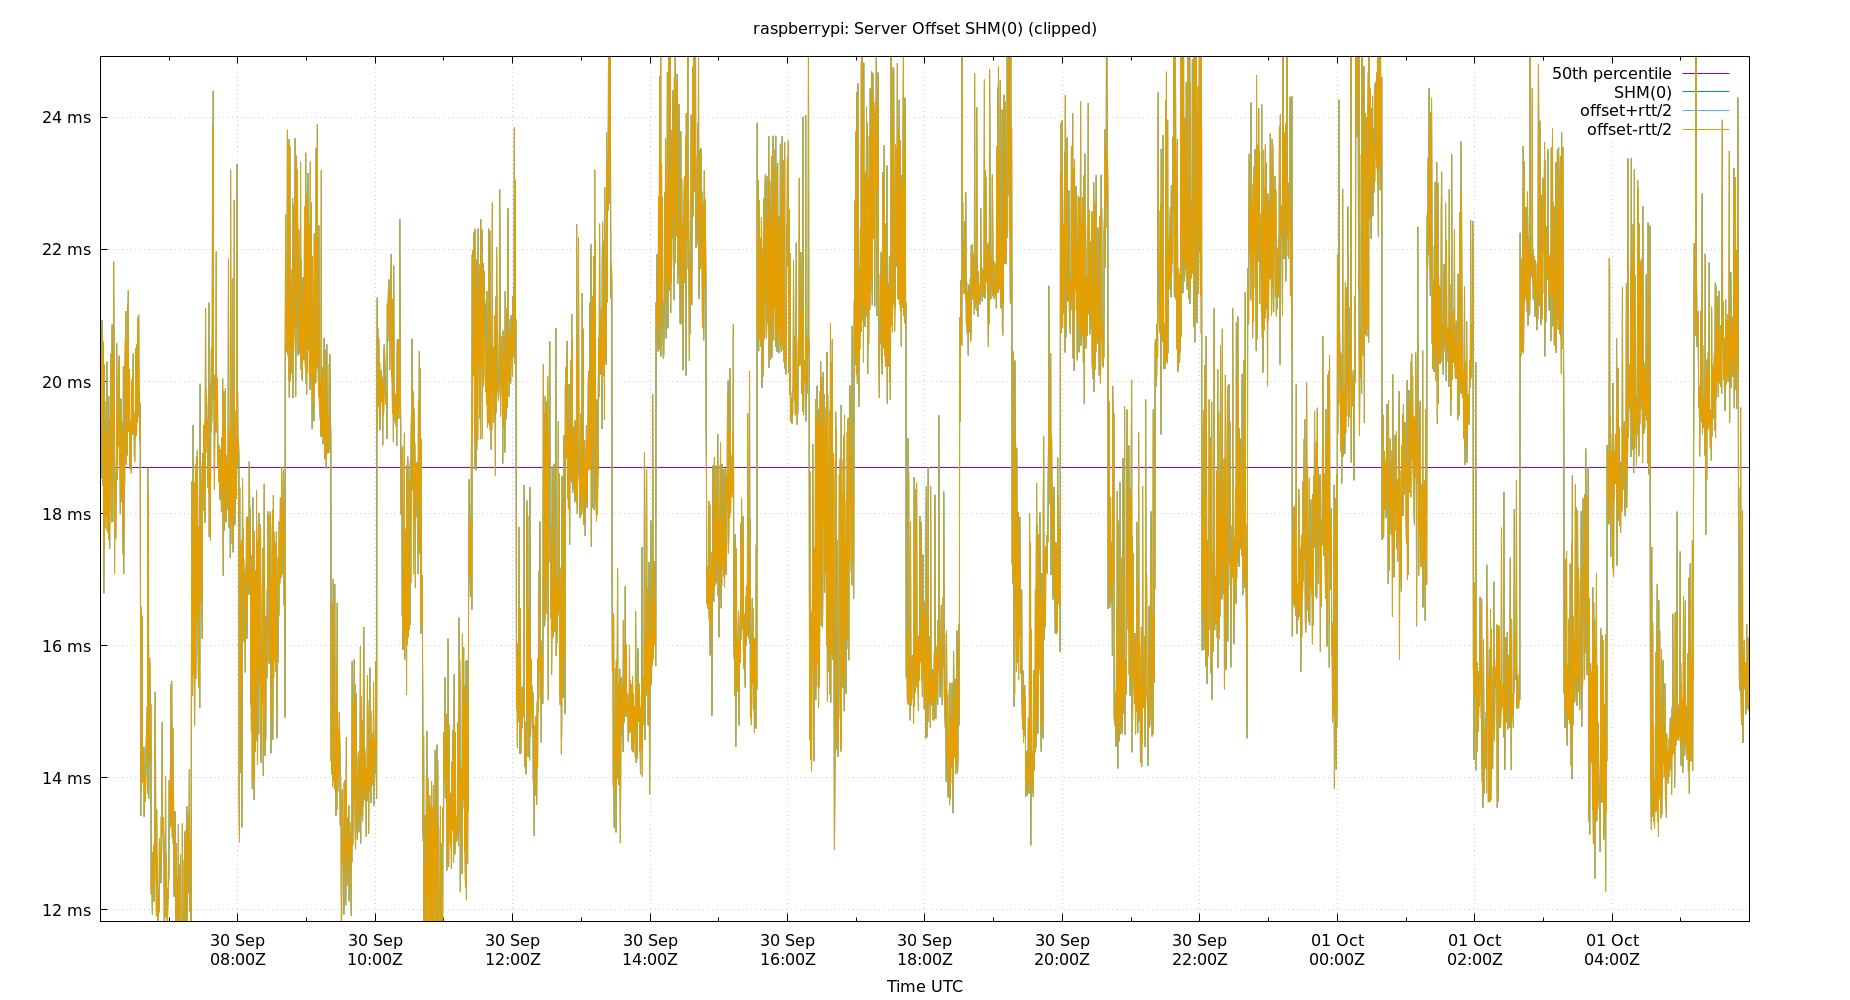 raspberrypi: Server Offset SHM(0) (clipped)
50th percentile
SHM(0)
offset+rtt/2
offset-rtt/2
24 ms
22 ms
20 ms
18 ms
16 ms
14 ms
12 ms
30 Sep 30 Sep 30 Sep 30 Sep 30 Sep 30 Sep 30 Sep 30 Sep 01 Oct 01 Oct 01 Oct
08:00Z 10:00Z 12:00Z 14:00Z 16:00Z 18:00Z 20:00Z 22:00Z 00:00Z 02:00Z 04:00Z
Time UTC